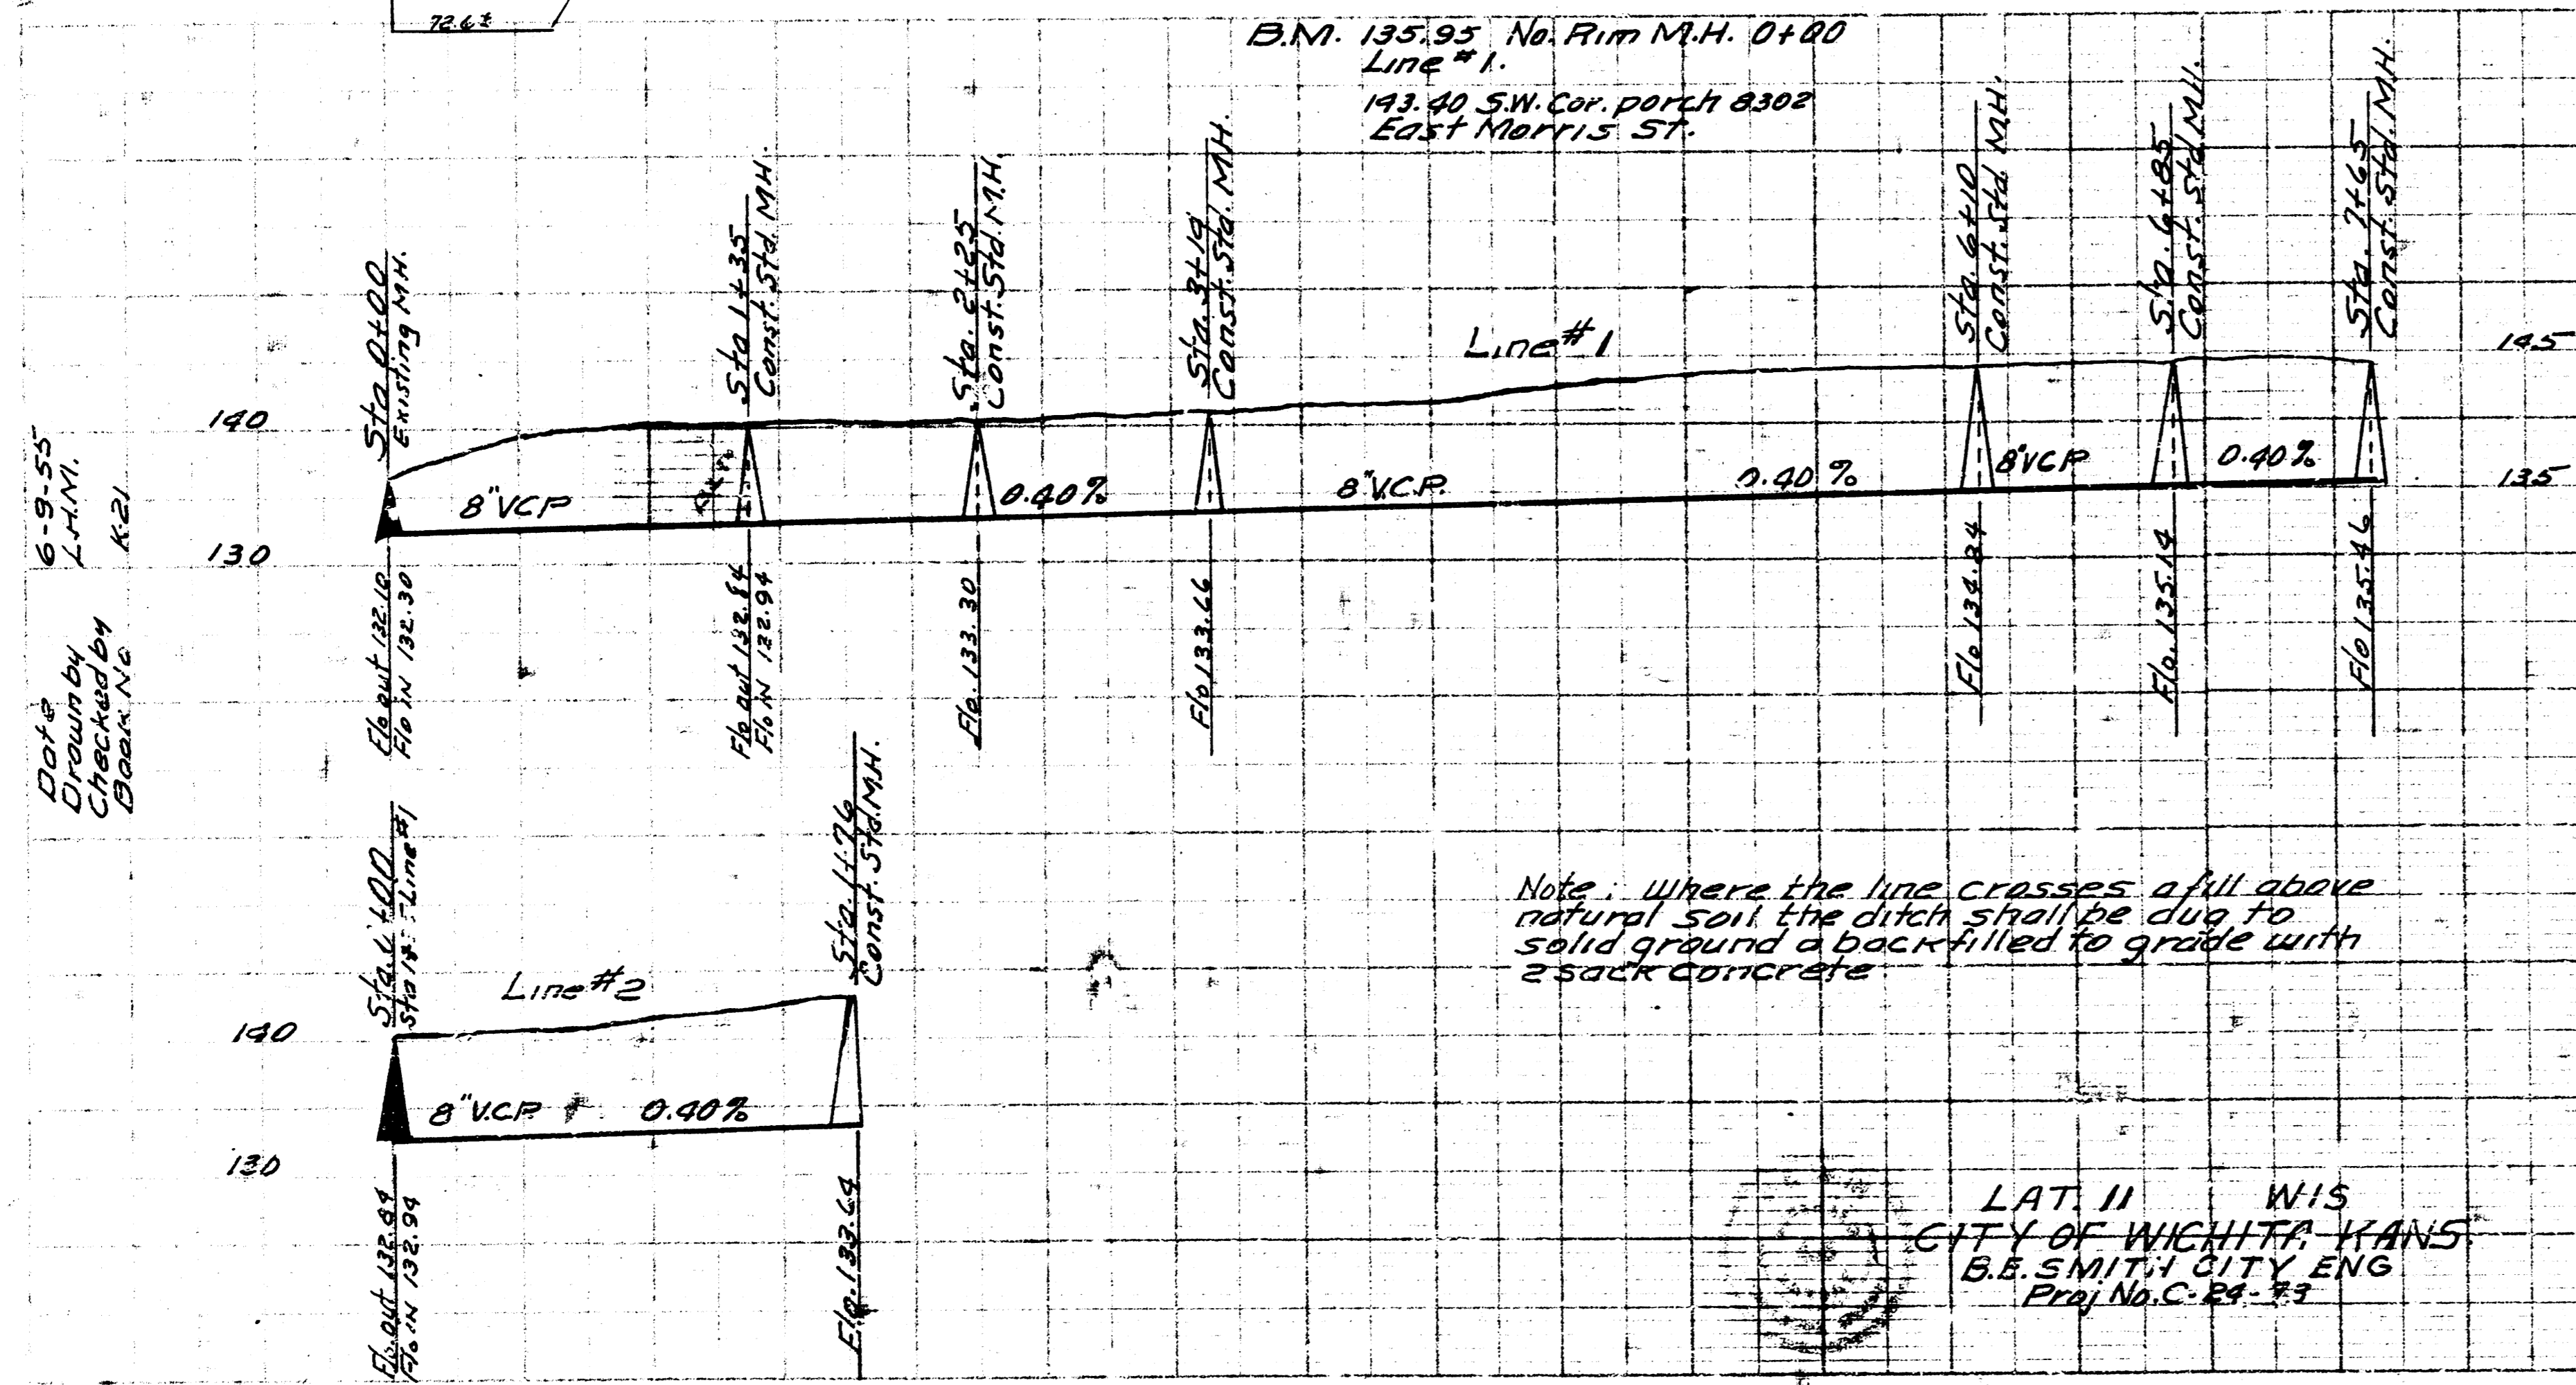 72.6±
B.M. 135.95 No. Rim M.H. 0+00
Line #1.
143.40 S.W. Cor. porch 8302
East Morris St.
Sta 0+00
Existing M.H.
Sta 1+35
Const. Std. M.H.
Sta. 2+25
Const. Std. M.H.
Sta. 3+19
Const. Std. M.H.
Sta. 6+10
Const. Std. M.H.
Sta. 6+85
Const. Std. M.H.
Sta. 7+65
Const. Std. M.H.
Line #1
145
140
8" VCP
0.40%
8" V.C.P.
0.40%
8" VCP
0.40%
135
130
Flo out 132.10
Flo IN 132.30
Flo out 132.84
Flo IN 132.94
Flo. 133.30
Flo 133.66
Flo. 134.84
Flo. 135.14
Flo 135.46
Date 6-9-55
Drawn by L.H.M.
Checked by
Book No K-21
Sta. 0+00
Line #1
Sta. 1+76
Const. Std. M.H.
Line #2
140
8" V.C.P. 0.40%
130
Flo. out 132.84
Flo IN 132.94
Flo. 133.64
Note: Where the line crosses a fill above
natural soil the ditch shall be dug to
solid ground & backfilled to grade with
2 sack concrete
LAT. 11 W1S
CITY OF WICHITA, KANS.
B.E. SMITH CITY ENG
Proj No. C-24-73